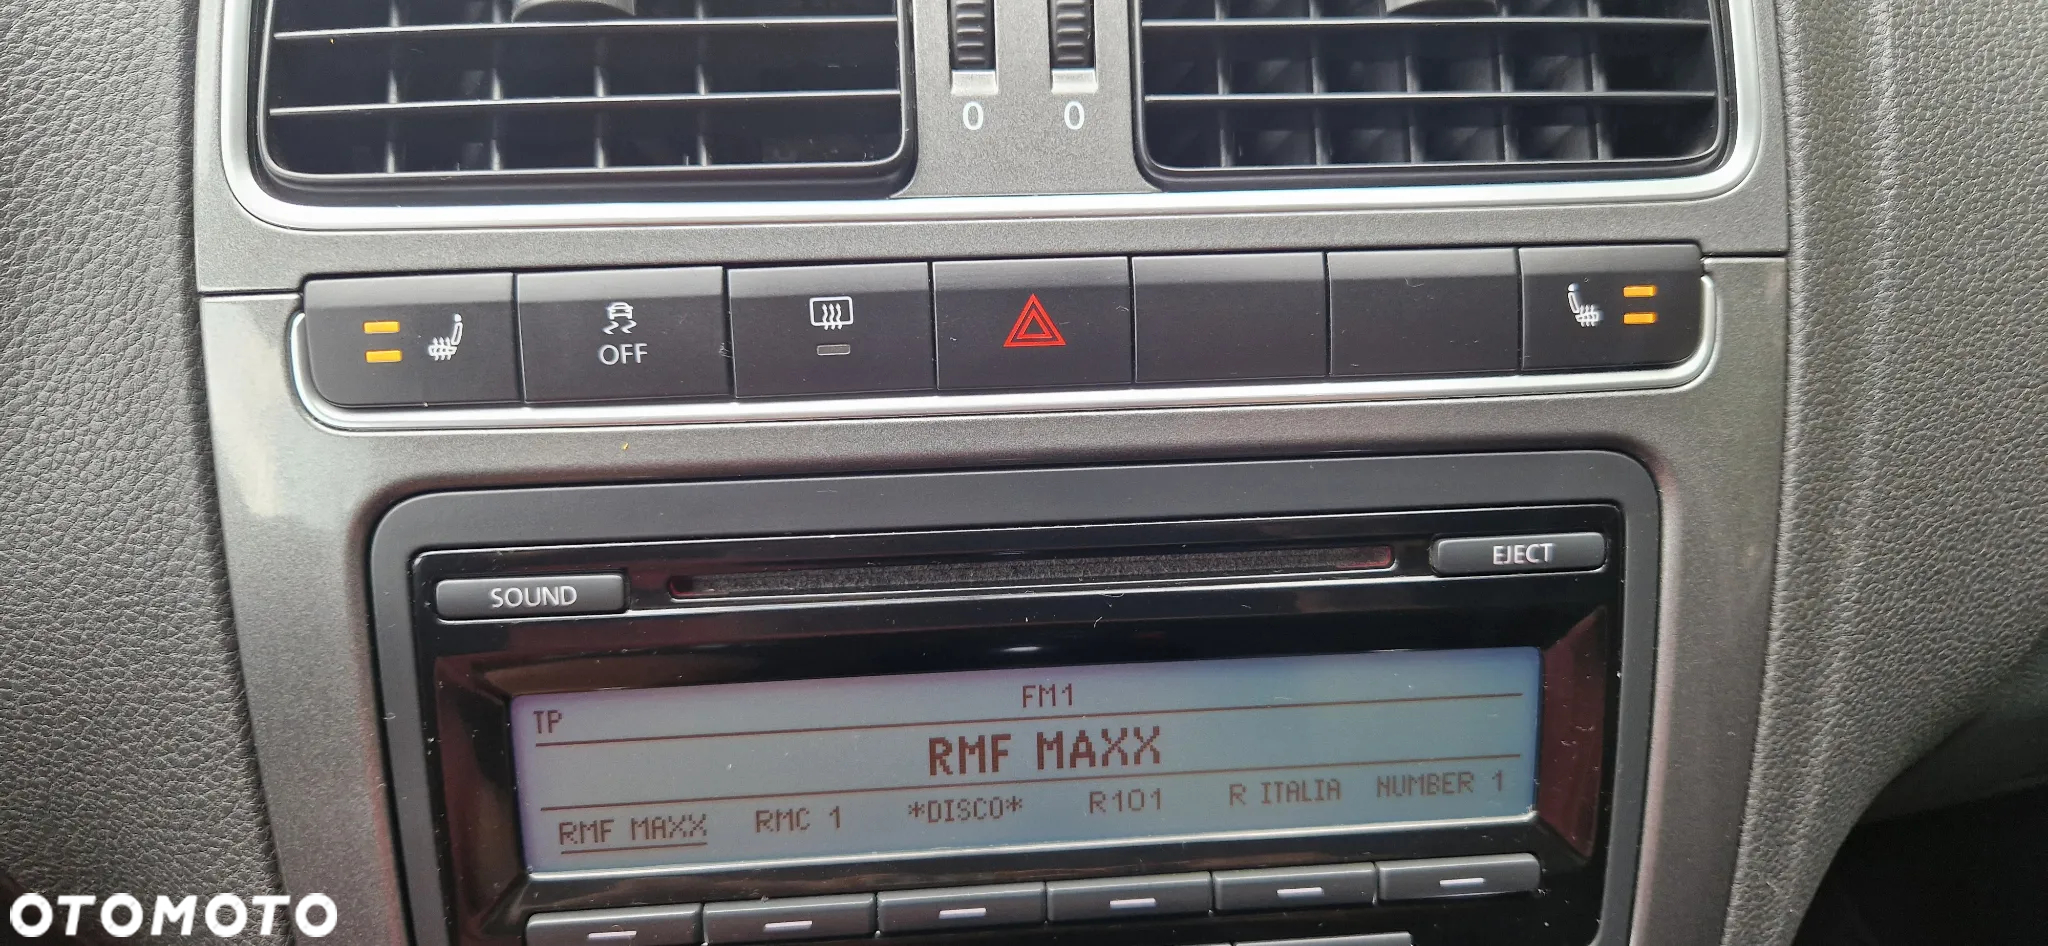 0 0
OFF
EJECT
SOUND
FM1
TP
RMF MAXX
RMF MAXX RMC 1 *DISCO* R101 R ITALIA NUMBER 1
OTOMOTO